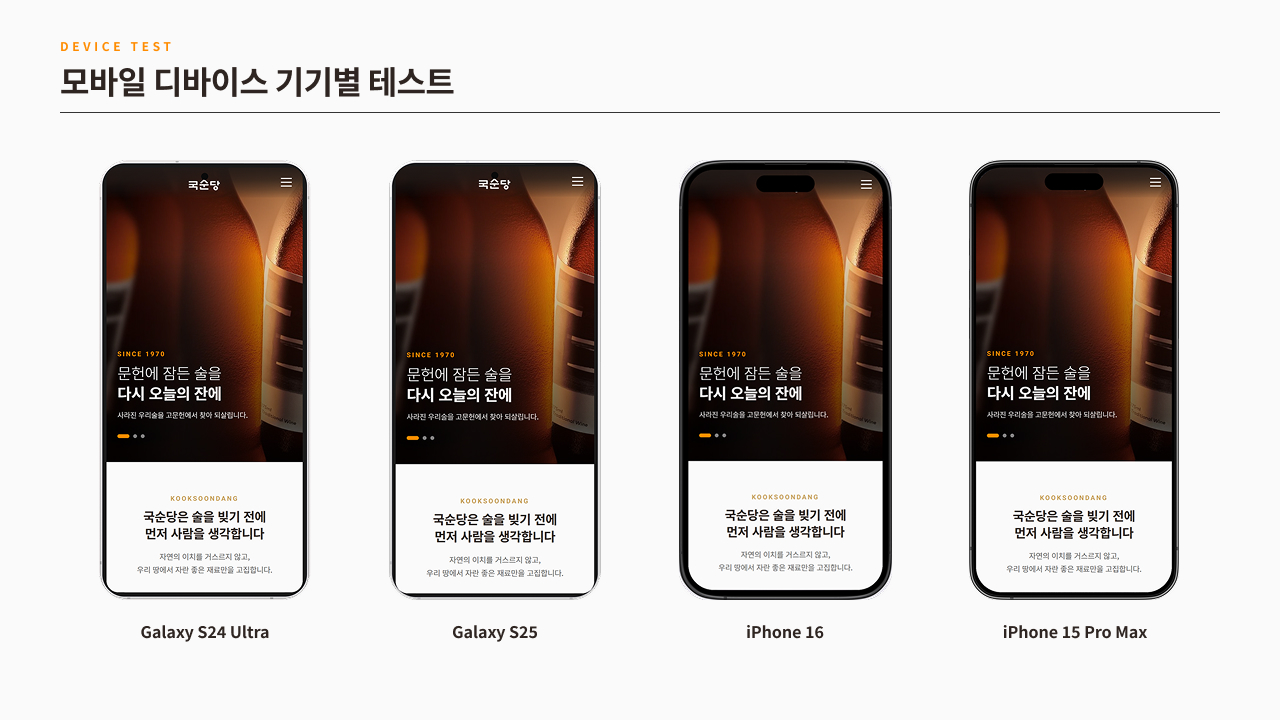 DEVICE TEST
모바일 디바이스 기기별 테스트
국순당
SINCE 1970
문헌에 잠든 술을
다시 오늘의 잔에
사라진 우리술을 고문헌에서 찾아 되살립니다.
KOOKSOONDANG
국순당은 술을 빚기 전에
먼저 사람을 생각합니다
자연의 이치를 거스르지 않고,
우리 땅에서 자란 좋은 재료만을 고집합니다.
Galaxy S24 Ultra
국순당
SINCE 1970
문헌에 잠든 술을
다시 오늘의 잔에
사라진 우리술을 고문헌에서 찾아 되살립니다.
KOOKSOONDANG
국순당은 술을 빚기 전에
먼저 사람을 생각합니다
자연의 이치를 거스르지 않고,
우리 땅에서 자란 좋은 재료만을 고집합니다.
Galaxy S25
SINCE 1970
문헌에 잠든 술을
다시 오늘의 잔에
사라진 우리술을 고문헌에서 찾아 되살립니다.
KOOKSOONDANG
국순당은 술을 빚기 전에
먼저 사람을 생각합니다
자연의 이치를 거스르지 않고,
우리 땅에서 자란 좋은 재료만을 고집합니다.
iPhone 16
SINCE 1970
문헌에 잠든 술을
다시 오늘의 잔에
사라진 우리술을 고문헌에서 찾아 되살립니다.
KOOKSOONDANG
국순당은 술을 빚기 전에
먼저 사람을 생각합니다
자연의 이치를 거스르지 않고,
우리 땅에서 자란 좋은 재료만을 고집합니다.
iPhone 15 Pro Max